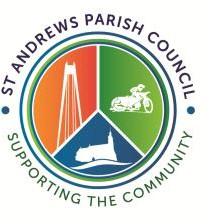 • ST ANDREWS PARISH COUNCIL •
SUPPORTING THE COMMUNITY